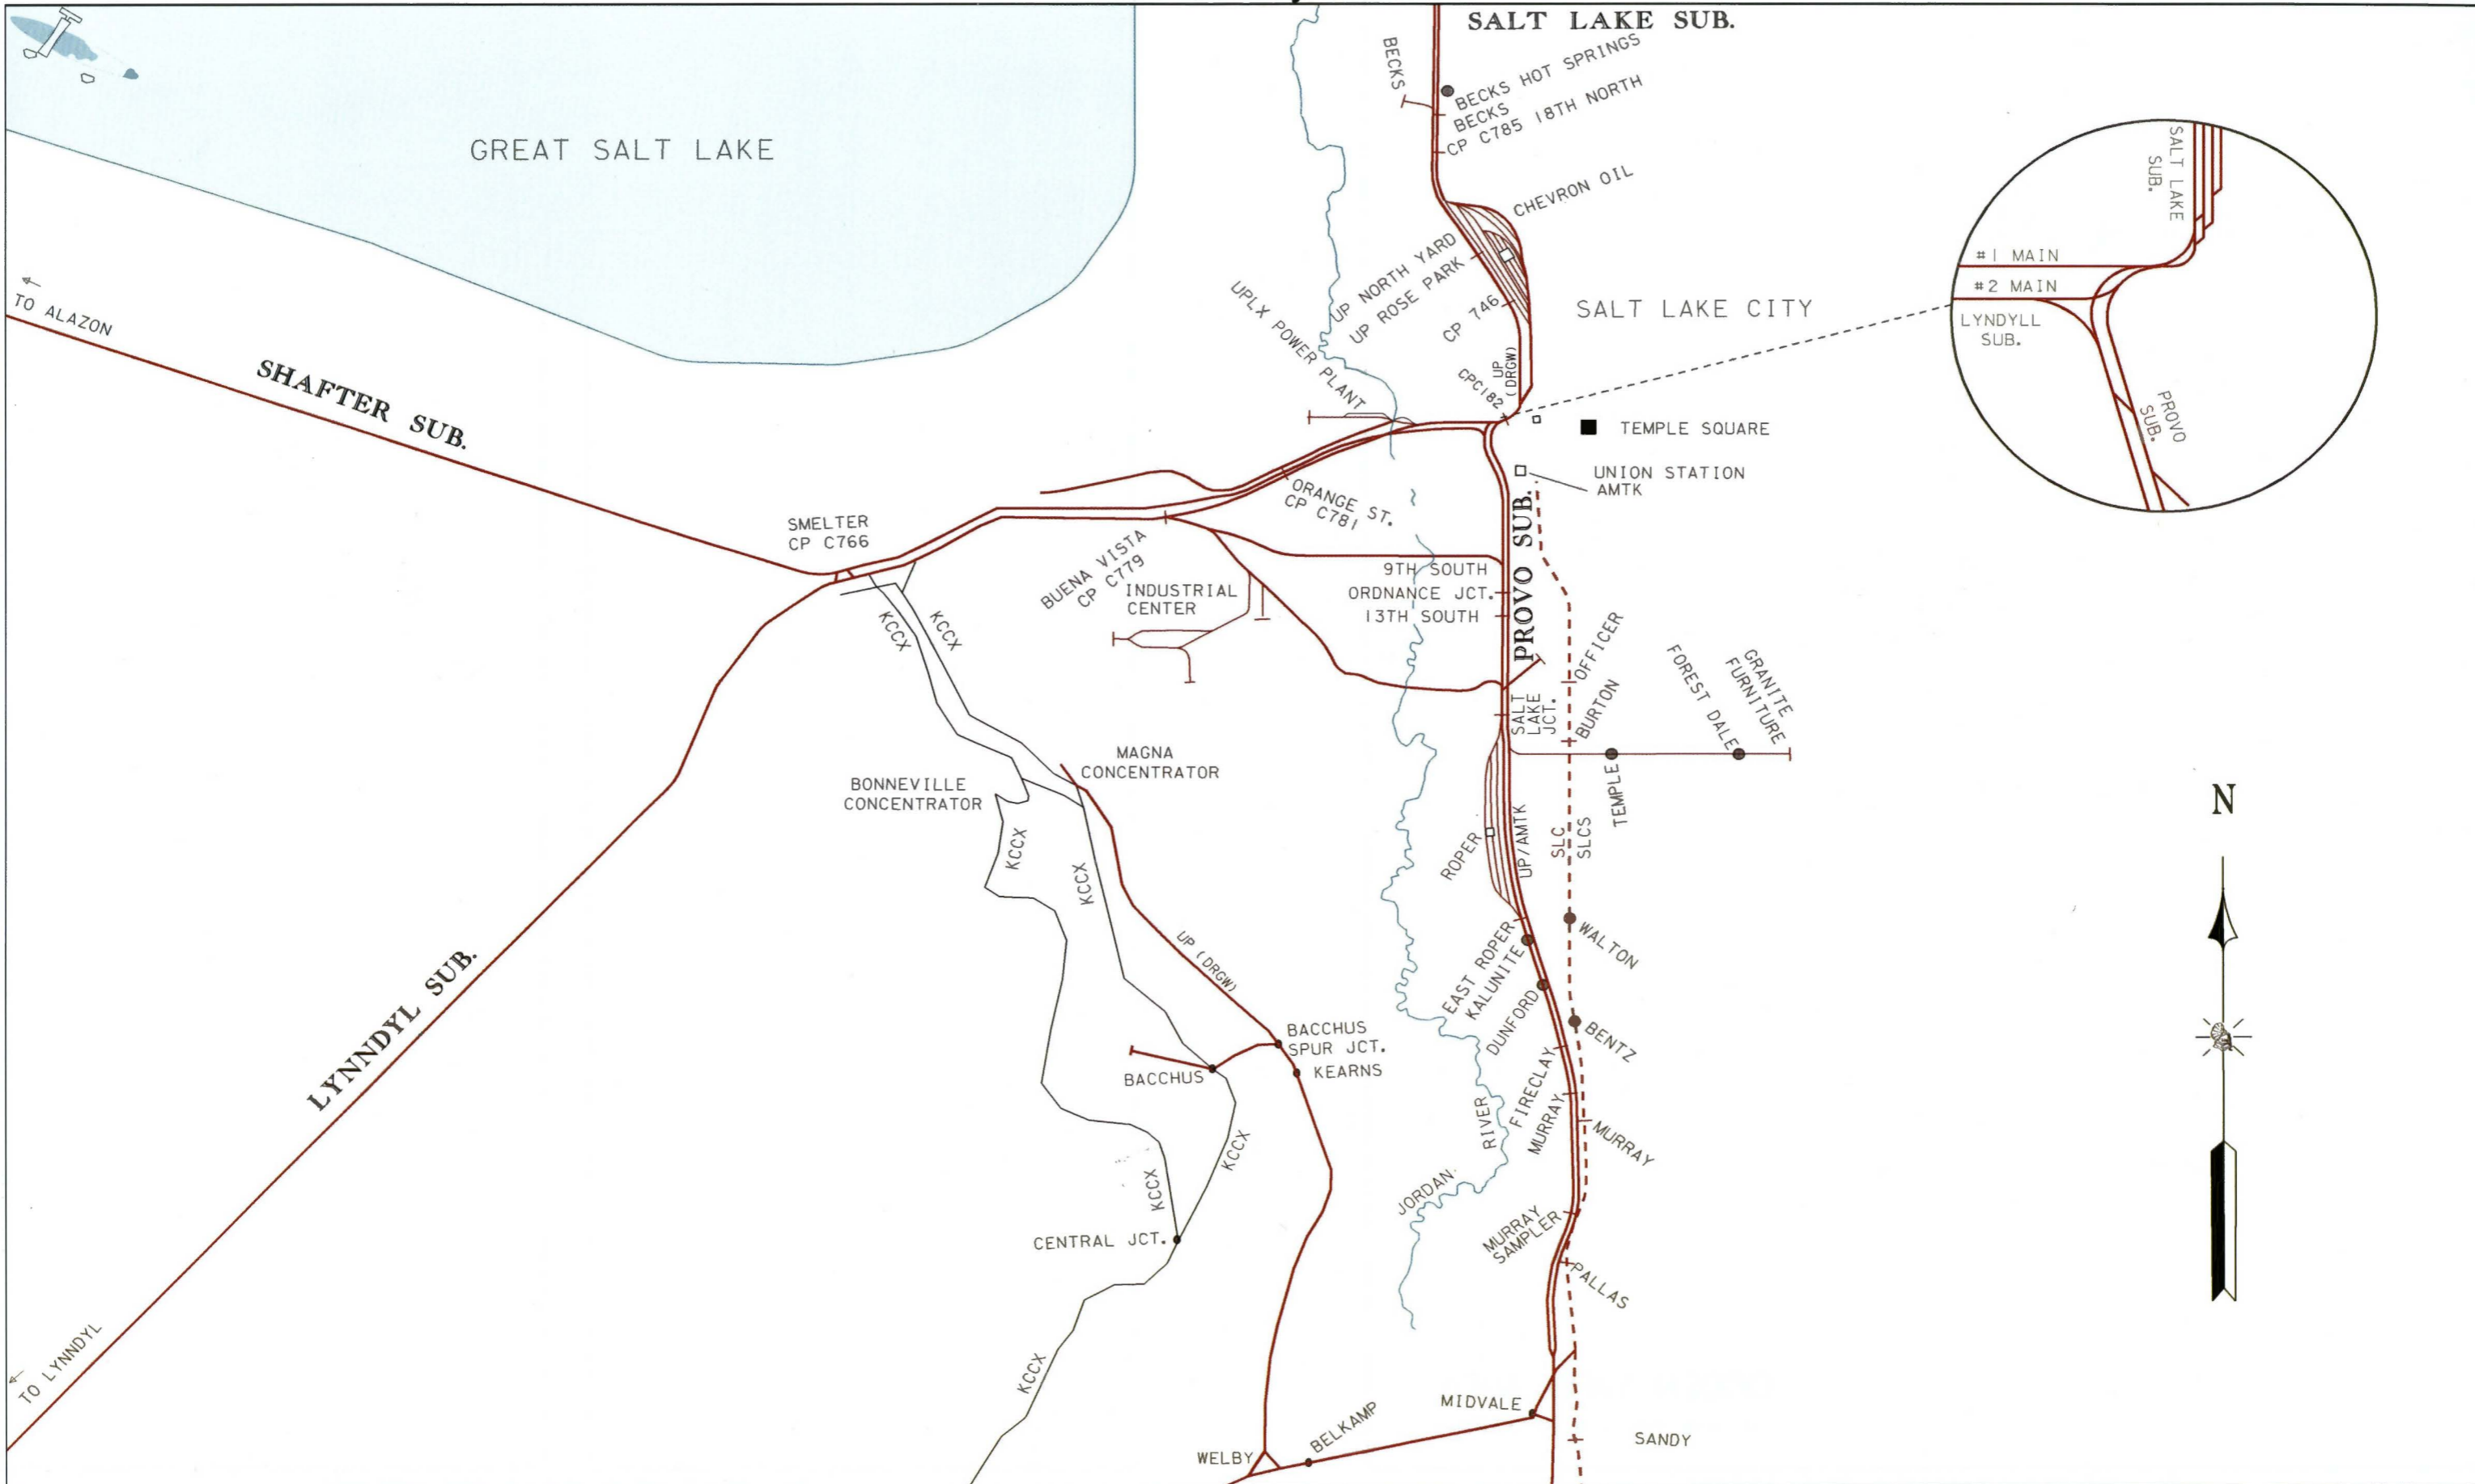 SALT LAKE SUB.
BECKS
BECKS HOT SPRINGS
BECKS
CP C785 18TH NORTH
GREAT SALT LAKE
CHEVRON OIL
SALT LAKE
SUB.
#1 MAIN
#2 MAIN
LYNDYLL
SUB.
PROVO
SUB.
UP NORTH YARD
UP ROSE PARK
CP 746
UPLX POWER PLANT
SALT LAKE CITY
UP
(DRGW)
CPC182
TO ALAZON
SHAFTER SUB.
TEMPLE SQUARE
UNION STATION
AMTK
ORANGE ST.
CP C781
SMELTER
CP C766
BUENA VISTA
CP C779
PROVO SUB.
9TH SOUTH
ORDNANCE JCT.
13TH SOUTH
INDUSTRIAL
CENTER
KCCX
KCCX
OFFICER
BURTON
FOREST DALE
GRANITE
FURNITURE
SALT
LAKE
JCT.
TEMPLE
MAGNA
CONCENTRATOR
BONNEVILLE
CONCENTRATOR
N
KCCX
KCCX
ROPER
UP/AMTK
SLC
SLCS
WALTON
LYNNDYL SUB.
UP (DRGW)
EAST ROPER
KALUNITE
DUNFORD
BENTZ
BACCHUS
SPUR JCT.
KEARNS
BACCHUS
FIRECLAY
MURRAY
MURRAY
RIVER
JORDAN
KCCX
KCCX
CENTRAL JCT.
MURRAY
SAMPLER
PALLAS
TO LYNNDYL
KCCX
MIDVALE
BELKAMP
WELBY
SANDY